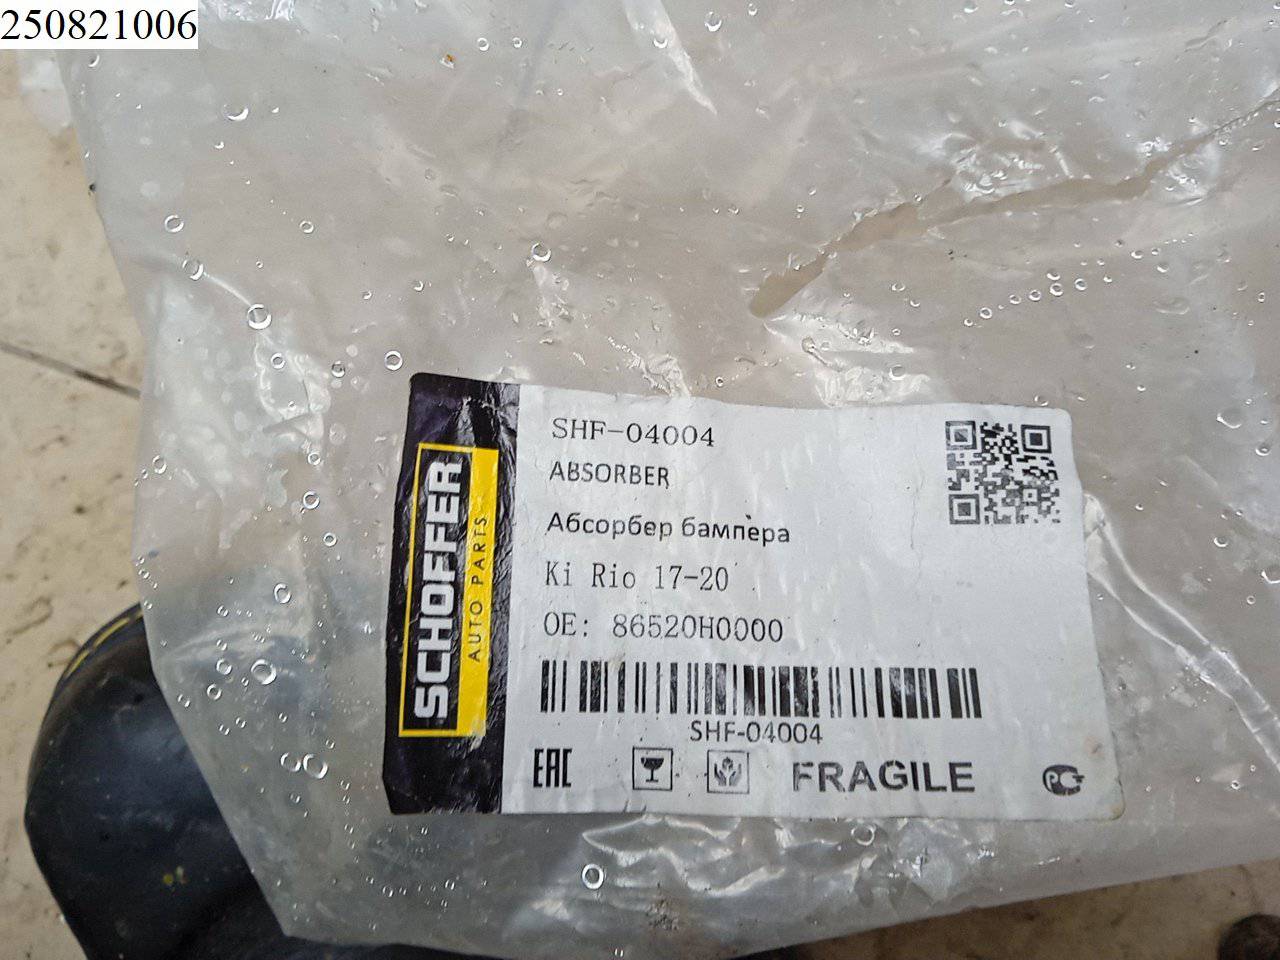 250821006
SCHOFFER
AUTO PARTS
SHF-04004
ABSORBER
Абсорбер бампера
Ki Rio 17-20
OE: 86520H0000
SHF-04004
EAC
FRAGILE
РСТ